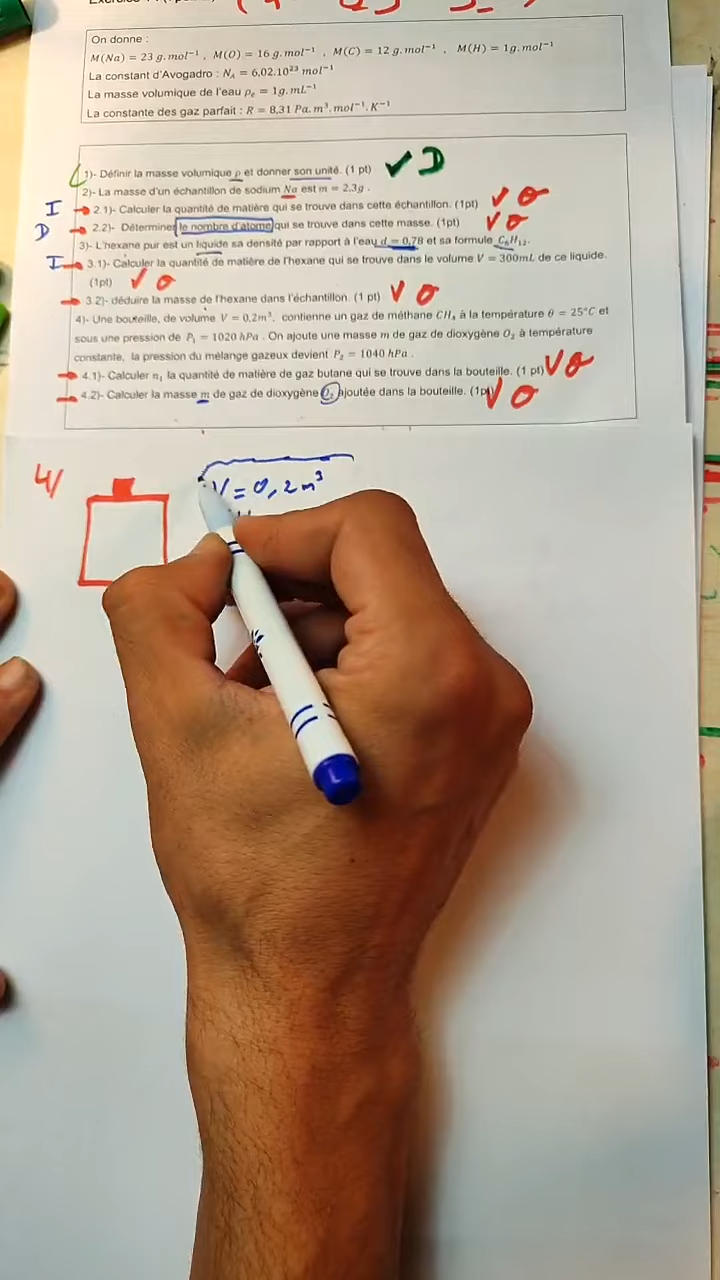 On donne :
M(Na) = 23 g.mol⁻¹ , M(O) = 16 g.mol⁻¹ , M(C) = 12 g.mol⁻¹ , M(H) = 1g.mol⁻¹
La constant d'Avogadro : N_A = 6,02.10²³ mol⁻¹
La masse volumique de l'eau ρₑ = 1g.mL⁻¹
La constante des gaz parfait : R = 8,31 Pa.m³.mol⁻¹.K⁻¹
1)- Définir la masse volumique ρ et donner son unité. (1 pt) D
2)- La masse d'un échantillon de sodium Na est m = 2,3g .
I 2.1)- Calculer la quantité de matière qui se trouve dans cette échantillon. (1pt)
D 2.2)- Déterminer le nombre d'atome qui se trouve dans cette masse. (1pt)
3)- L'hexane pur est un liquide sa densité par rapport à l'eau d = 0,78 et sa formule C₆H₁₂.
I 3.1)- Calculer la quantité de matière de l'hexane qui se trouve dans le volume V = 300mL de ce liquide.
(1pt)
3.2)- déduire la masse de l'hexane dans l'échantillon. (1 pt)
4)- Une bouteille, de volume V = 0,2m³, contienne un gaz de méthane CH₄ à la température θ = 25°C et
sous une pression de P₁ = 1020 hPa . On ajoute une masse m de gaz de dioxygène O₂ à température
constante, la pression du mélange gazeux devient P₂ = 1040 hPa .
4.1)- Calculer n₁ la quantité de matière de gaz butane qui se trouve dans la bouteille. (1 pt)
4.2)- Calculer la masse m de gaz de dioxygène O₂ ajoutée dans la bouteille. (1pt)
4/
V = 0,2m³